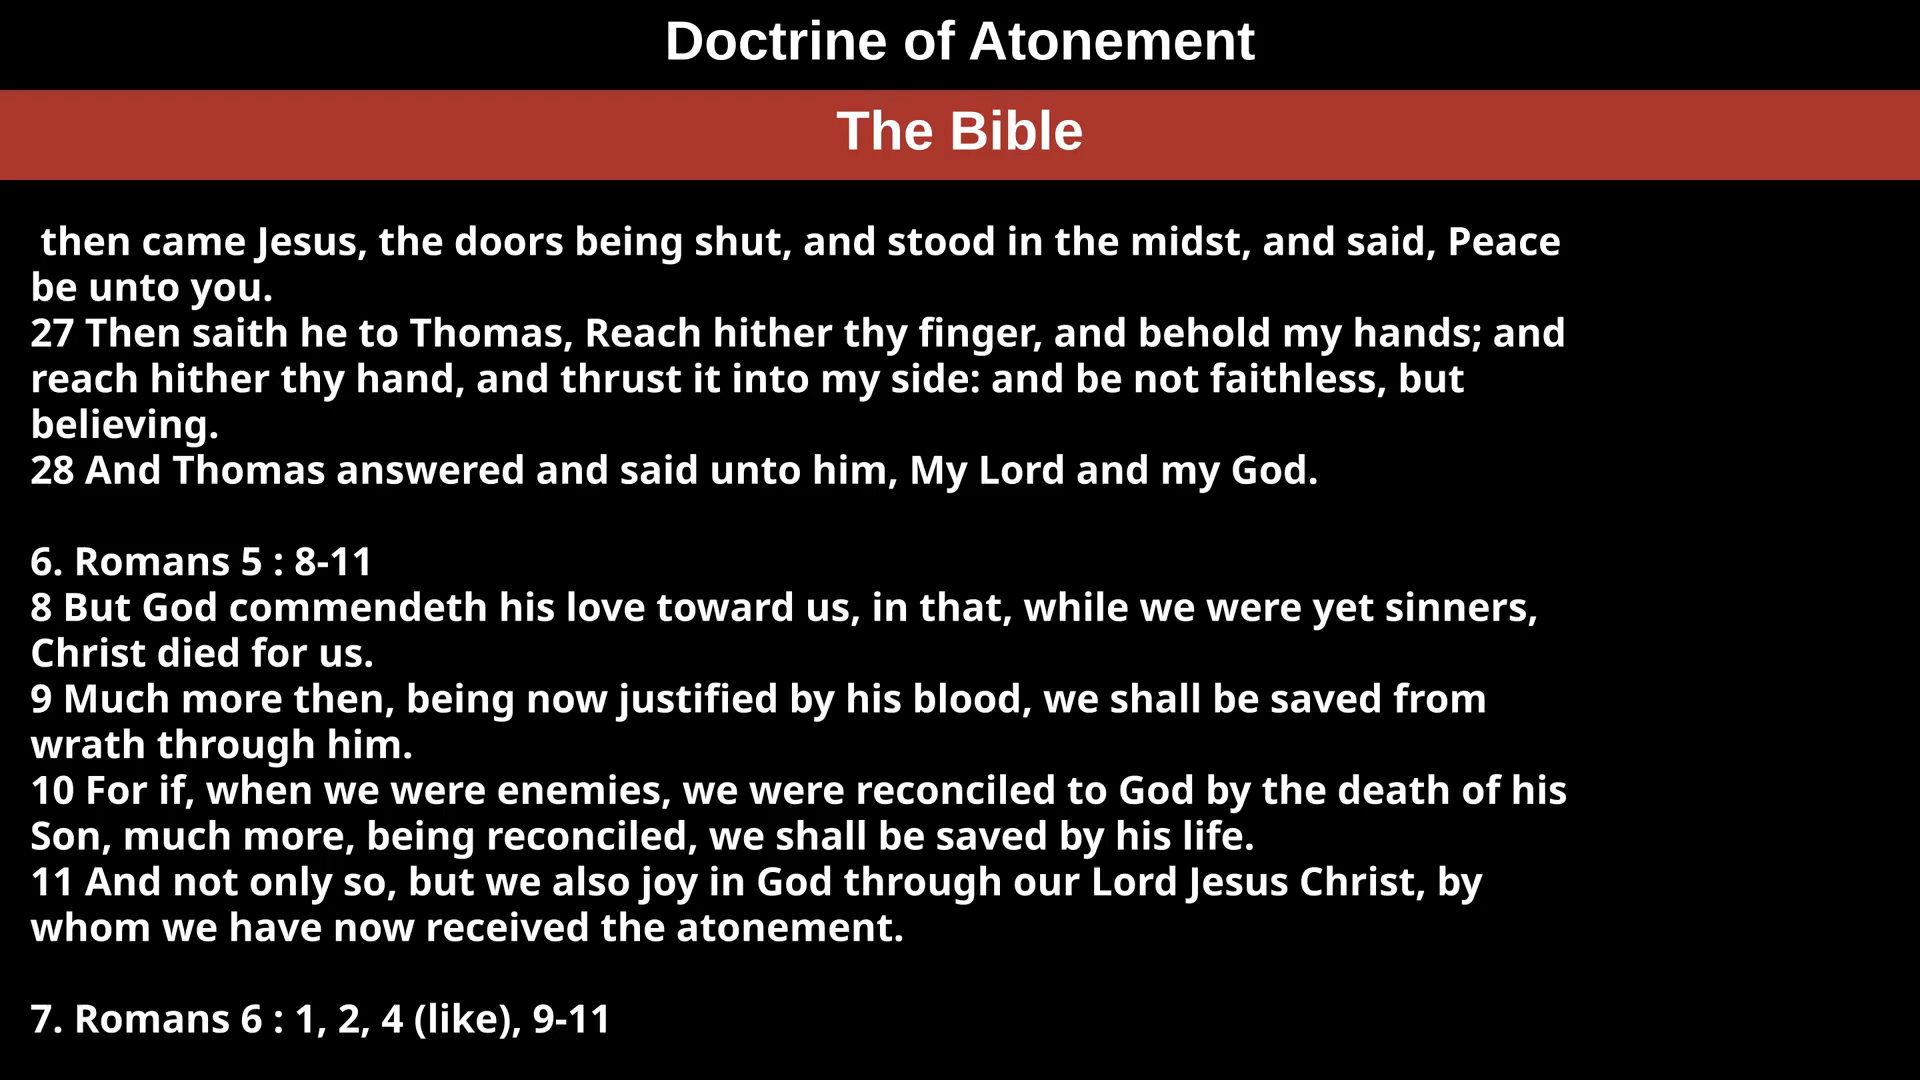 Doctrine of Atonement
The Bible
then came Jesus, the doors being shut, and stood in the midst, and said, Peace
be unto you.
27 Then saith he to Thomas, Reach hither thy finger, and behold my hands; and
reach hither thy hand, and thrust it into my side: and be not faithless, but
believing.
28 And Thomas answered and said unto him, My Lord and my God.
6. Romans 5 : 8-11
8 But God commendeth his love toward us, in that, while we were yet sinners,
Christ died for us.
9 Much more then, being now justified by his blood, we shall be saved from
wrath through him.
10 For if, when we were enemies, we were reconciled to God by the death of his
Son, much more, being reconciled, we shall be saved by his life.
11 And not only so, but we also joy in God through our Lord Jesus Christ, by
whom we have now received the atonement.
7. Romans 6 : 1, 2, 4 (like), 9-11